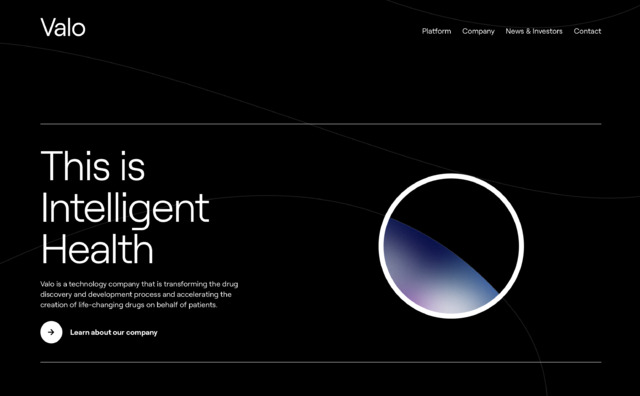 Valo
Platform Company News & Investors Contact
This is
Intelligent
Health
Valo is a technology company that is transforming the drug
discovery and development process and accelerating the
creation of life-changing drugs on behalf of patients.
Learn about our company